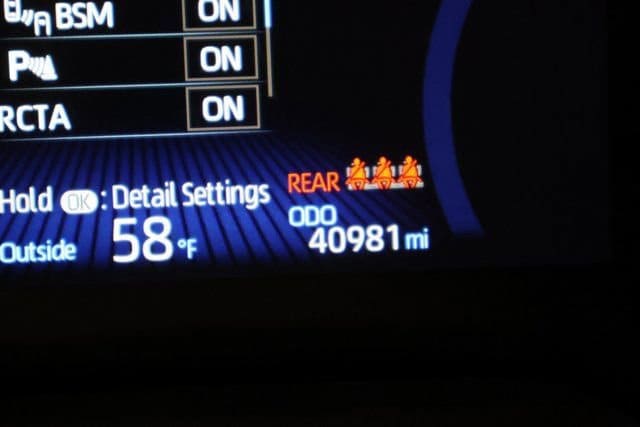 BSM ON
P ON
RCTA ON
Hold OK : Detail Settings
REAR
ODO
Outside 58 °F
40981 mi